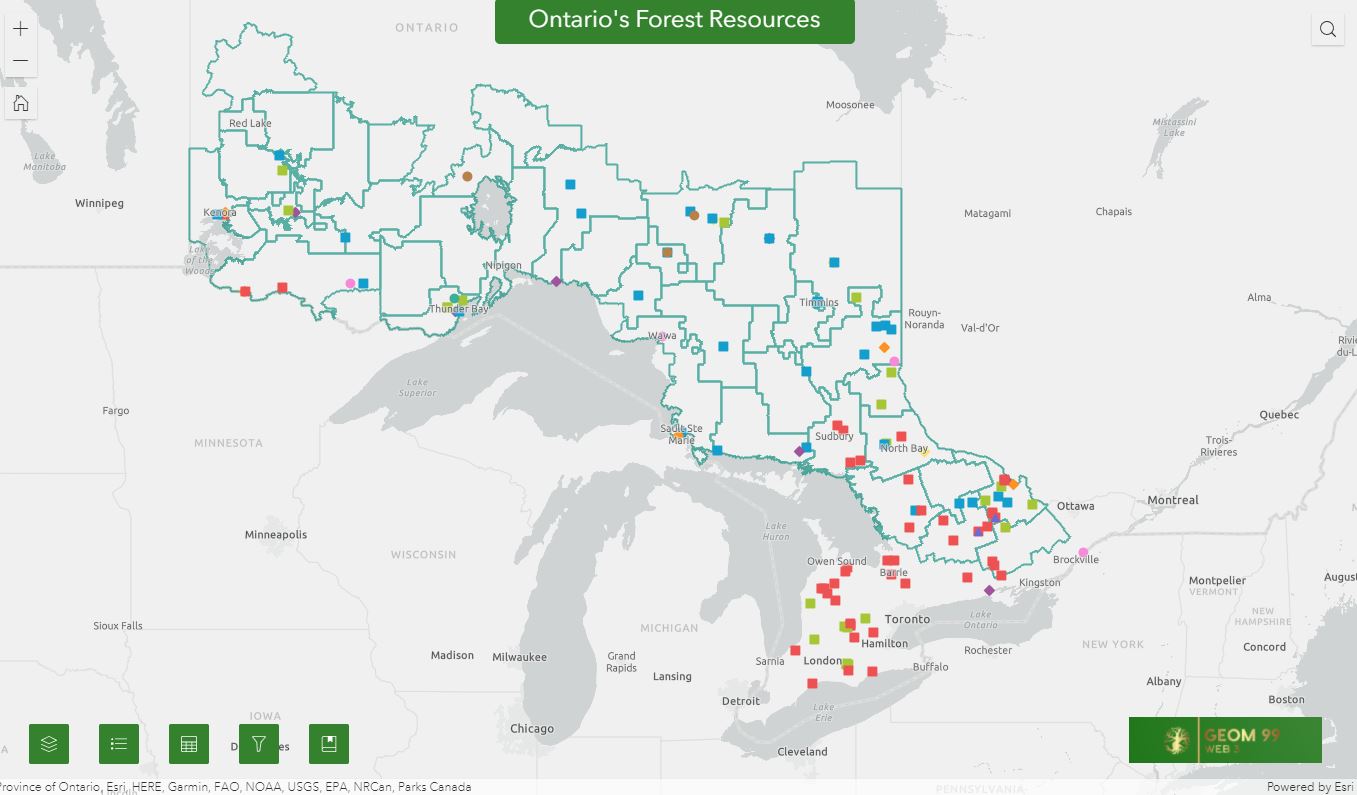 Ontario's Forest Resources
ONTARIO
Moosonee
Red Lake
Mistassini
Lake
Lake
Manitoba
Winnipeg
Kenora
Matagami
Chapais
Lake
of the
Woods
Nipigon
Alma
Timmins
Thunder Bay
Rouyn-
Noranda
Val-d'Or
Wawa
Lake
Superior
Fargo
Quebec
MINNESOTA
Sault Ste
Marie
Sudbury
North Bay
Trois-
Rivieres
Montreal
Ottawa
Minneapolis
Lake
Huron
WISCONSIN
Owen Sound
Barrie
Brockville
Kingston
Montpelier
VERMONT
NEW
HAMPSHIRE
Sioux Falls
MICHIGAN
Toronto
Lake
Ontario
Hamilton
NEW YORK
Concord
Madison
Milwaukee
Grand
Rapids
Sarnia
London
Rochester
Buffalo
Lansing
Albany
Detroit
Boston
IOWA
Lake
Erie
Chicago
Cleveland
GEOM 99
WEB 3
Province of Ontario, Esri, HERE, Garmin, FAO, NOAA, USGS, EPA, NRCan, Parks Canada
Powered by Esri
PENNSYLVANIA